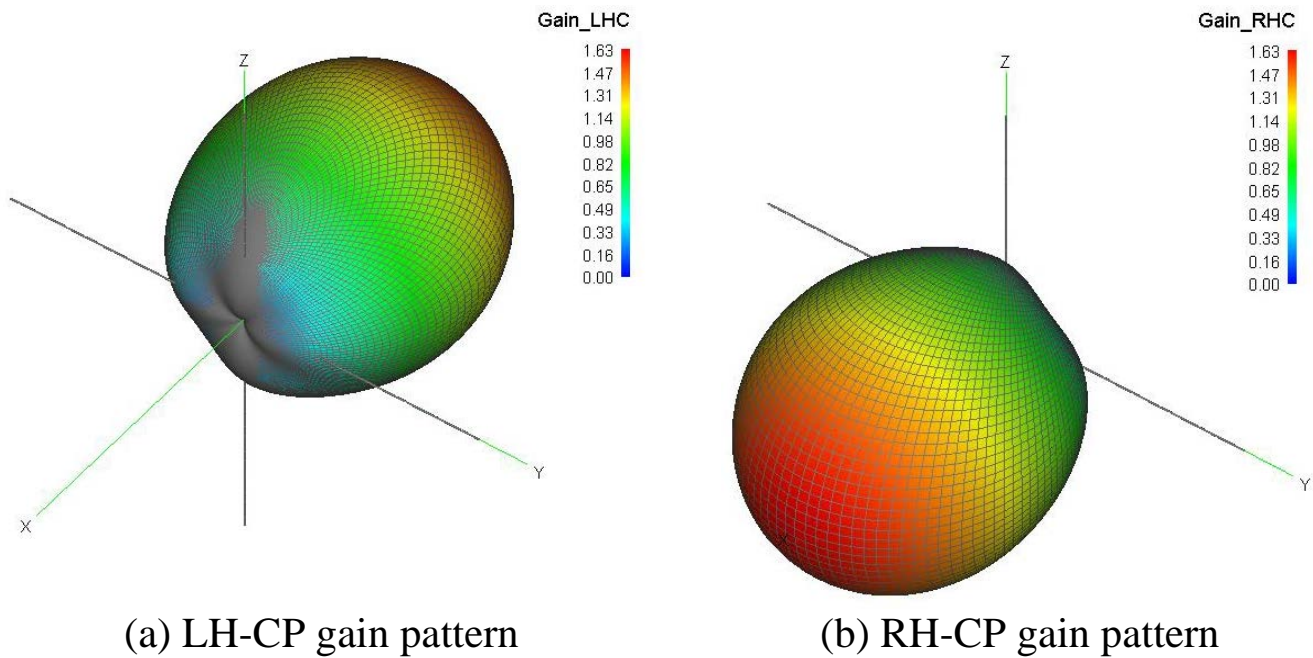 Gain_LHC
1.63
1.47
1.31
1.14
0.98
0.82
0.65
0.49
0.33
0.16
0.00
Z
Y
X
(a) LH-CP gain pattern
Gain_RHC
1.63
1.47
1.31
1.14
0.98
0.82
0.65
0.49
0.33
0.16
0.00
Z
Y
X
(b) RH-CP gain pattern